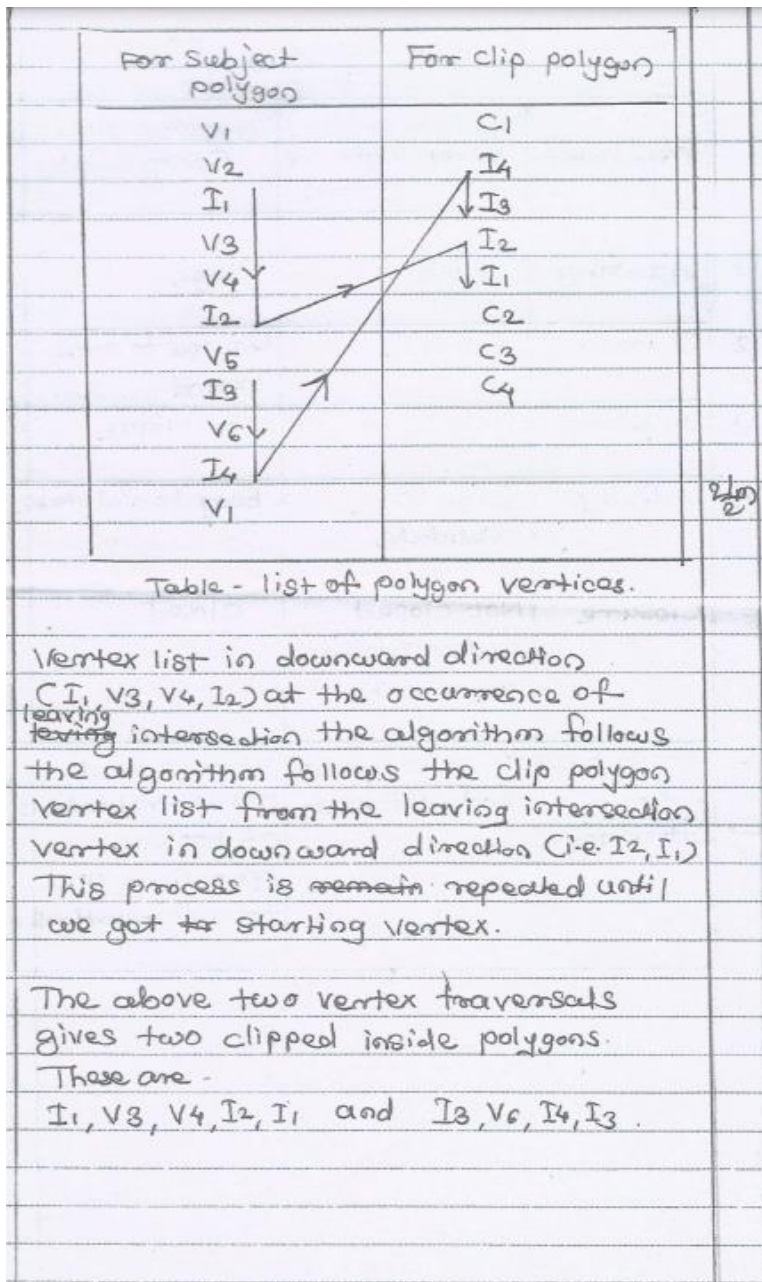 For Subject polygon
For Clip polygon
V1
C1
V2
I4
I1
I3
V3
I2
V4
I1
I2
C2
V5
C3
I3
C4
V6
I4
V1
Table - list of polygon vertices.
Vertex list in downward direction
(I1, V3, V4, I2) at the occurrence of
leaving
intersection the algorithm follows
the algorithm follows the clip polygon
vertex list from the leaving intersection
vertex in downward direction (i.e. I2, I1)
This process is remain repeated until
we get to starting vertex.
The above two vertex traversals
gives two clipped inside polygons.
These are -
I1, V3, V4, I2, I1 and I3, V6, I4, I3.